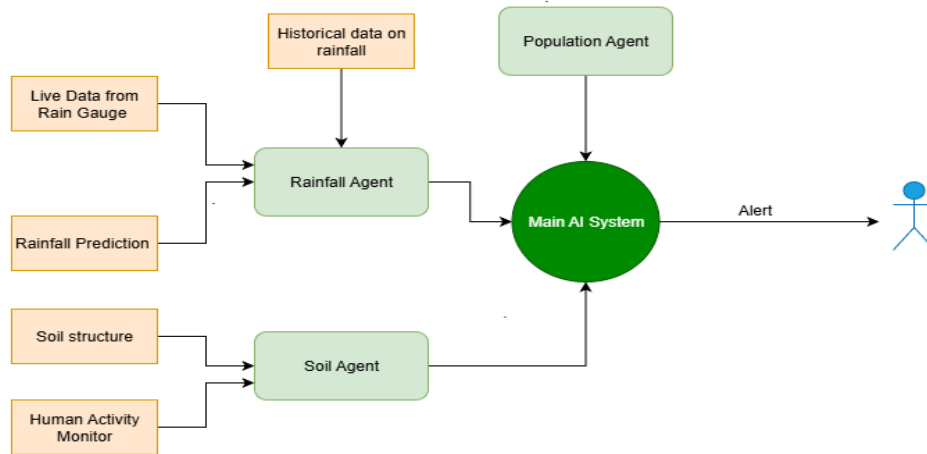 Historical data on
rainfall
Population Agent
Live Data from
Rain Gauge
Rainfall Agent
Main AI System
Alert
Rainfall Prediction
Soil structure
Soil Agent
Human Activity
Monitor